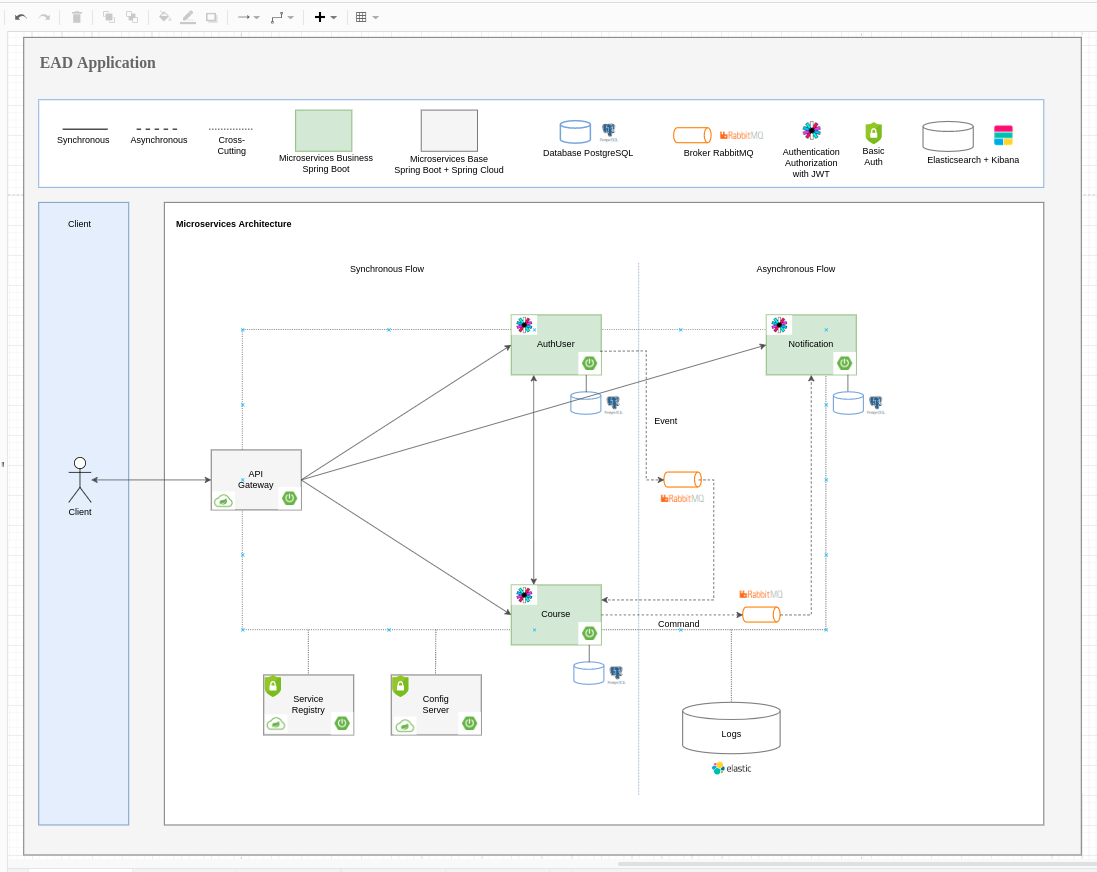 EAD Application
Synchronous
Asynchronous
Cross-
Cutting
Microservices Business
Spring Boot
Microservices Base
Spring Boot + Spring Cloud
Database PostgreSQL
RabbitMQ
Broker RabbitMQ
Authentication
Authorization
with JWT
Basic
Auth
Elasticsearch + Kibana
Client
Microservices Architecture
Synchronous Flow
Asynchronous Flow
AuthUser
Notification
Event
API
Gateway
Client
RabbitMQ
RabbitMQ
Course
Command
Service
Registry
Config
Server
Logs
elastic